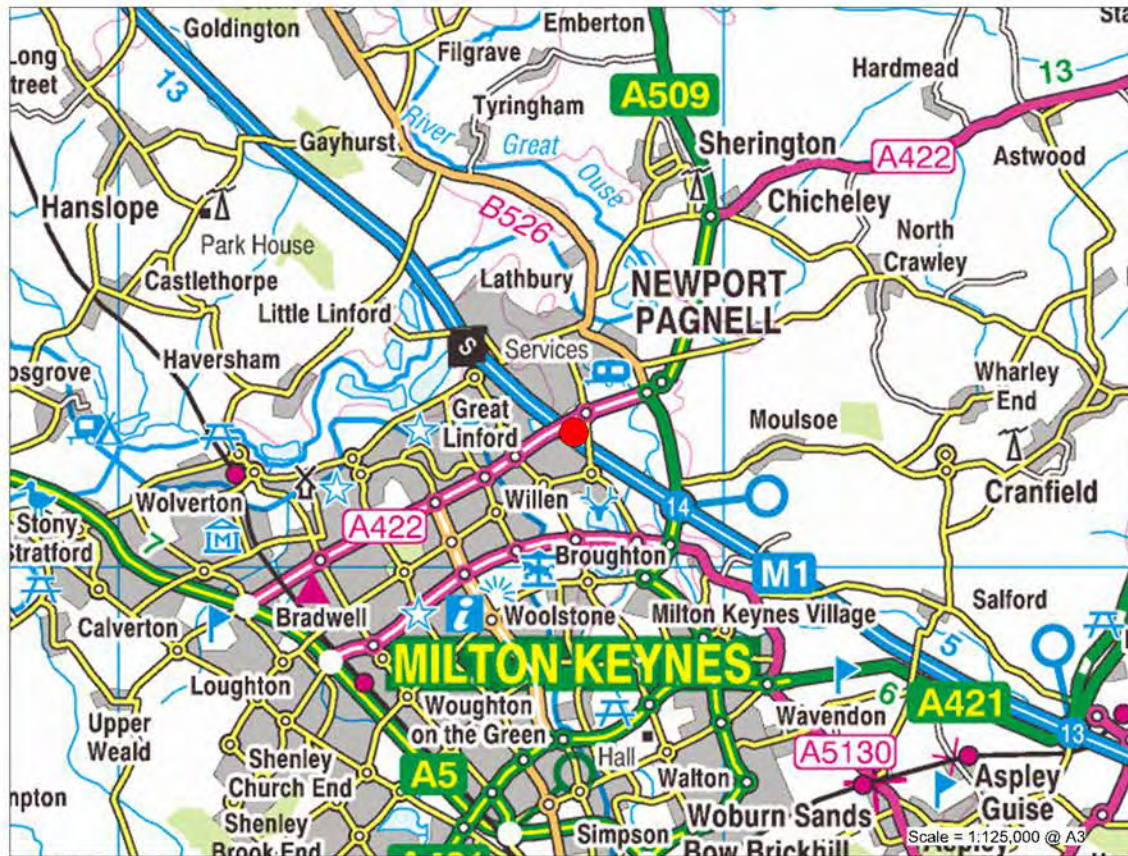 Goldington
Emberton
Filgrave
Long
treet
13
Hardmead
13
Tyringham
A509
River
Great
Ouse
Gayhurst
Sherington
A422
Astwood
Hanslope
B526
Chicheley
Park House
North
Crawley
Lathbury
Castlethorpe
NEWPORT
PAGNELL
Little Linford
S
Services
Haversham
osgrove
Wharley
End
Great
Linford
Moulsoe
Wolverton
Willen
14
Cranfield
Stony
Stratford
7
M
A422
Broughton
M1
Bradwell
i
Woolstone
Milton Keynes Village
Salford
Calverton
5
MILTON KEYNES
Loughton
6
A421
Upper
Weald
Woughton
on the Green
Wavendon
13
Shenley
Church End
A5
Hall
A5130
Walton
Aspley
Guise
npton
Woburn Sands
Shenley
Brook End
Simpson
Bow Brickhill
Scale = 1:125,000 @ A3